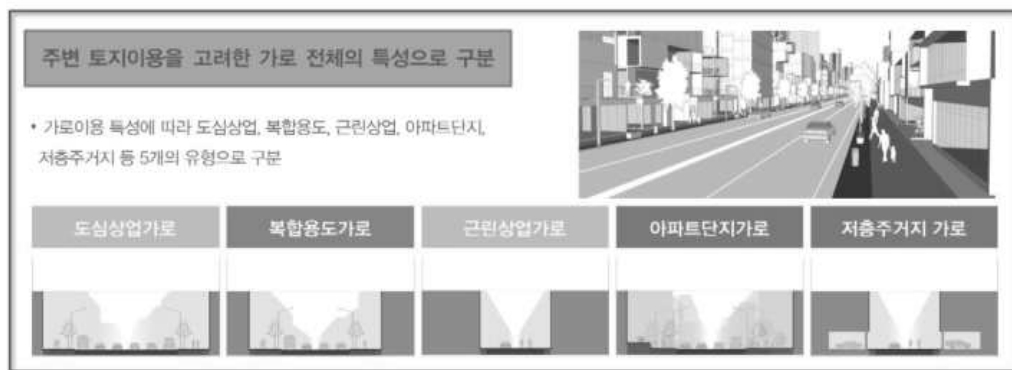 주변 토지이용을 고려한 가로 전체의 특성으로 구분
• 가로이용 특성에 따라 도심상업, 복합용도, 근린상업, 아파트단지,
저층주거지 등 5개의 유형으로 구분
도심상업가로 복합용도가로 근린상업가로 아파트단지가로 저층주거지 가로